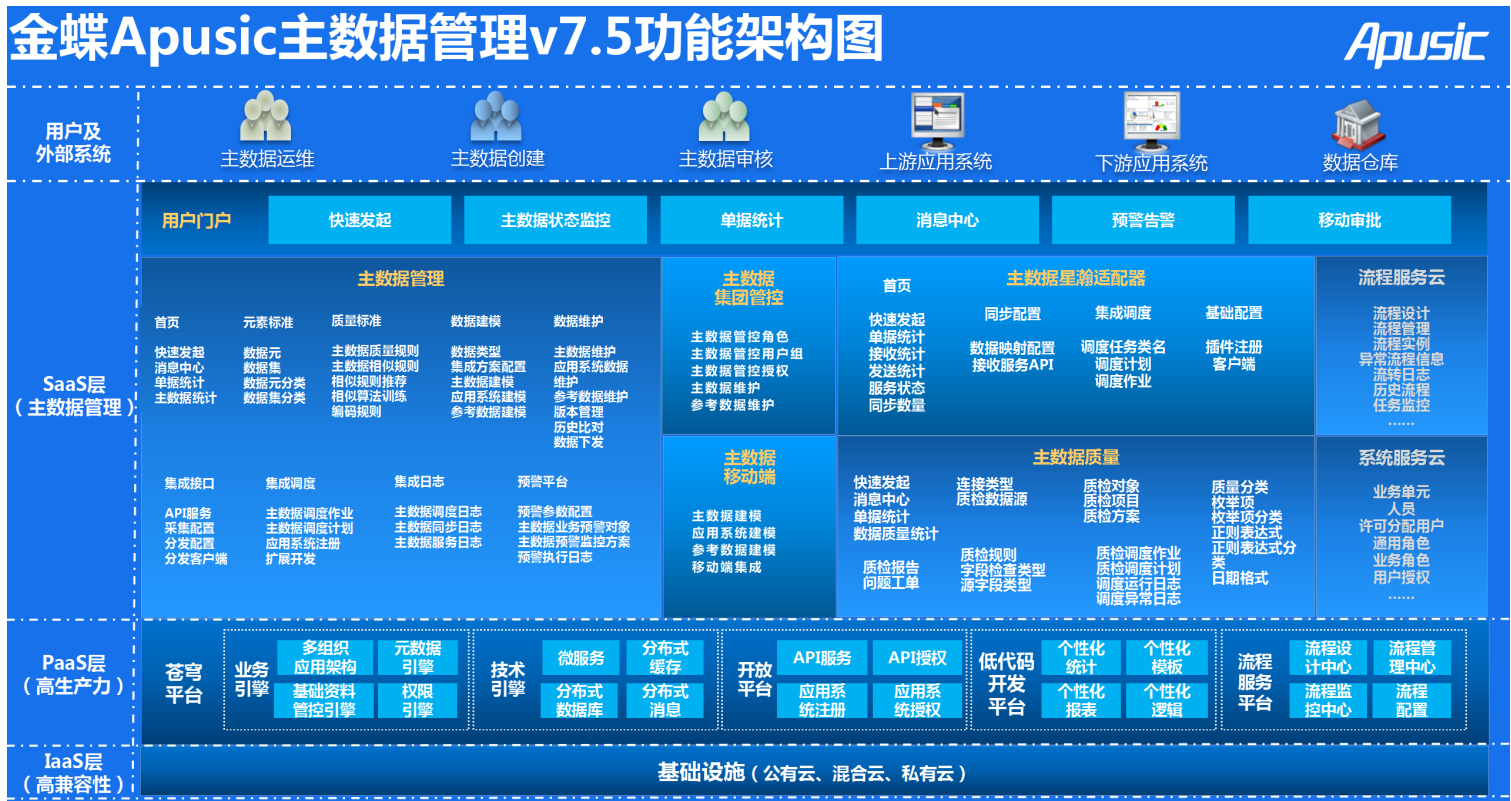 金蝶Apusic主数据管理v7.5功能架构图
Apusic
用户及
外部系统
主数据运维
主数据创建
主数据审核
上游应用系统
下游应用系统
数据仓库
SaaS层
（主数据管理）
用户门户
快速发起
主数据状态监控
单据统计
消息中心
预警告警
移动审批
主数据管理
首页
快速发起
消息中心
单据统计
主数据统计
元素标准
数据元
数据集
数据元分类
数据集分类
质量标准
主数据质量规则
主数据相似规则
相似规则推荐
相似算法训练
编码规则
数据建模
数据类型
集成方案配置
主数据建模
应用系统建模
参考数据建模
数据维护
主数据维护
应用系统数据
维护
参考数据维护
版本管理
历史比对
数据下发
集成接口
API服务
采集配置
分发配置
分发客户端
集成调度
主数据调度作业
主数据调度计划
应用系统注册
扩展开发
集成日志
主数据调度日志
主数据同步日志
主数据服务日志
预警平台
预警参数配置
主数据业务预警对象
主数据预警监控方案
预警执行日志
主数据
集团管控
主数据管控角色
主数据管控用户组
主数据管控授权
主数据维护
参考数据维护
主数据
移动端
主数据建模
应用系统建模
参考数据建模
移动端集成
主数据星瀚适配器
首页
快速发起
单据统计
接收统计
发送统计
服务状态
同步数量
同步配置
数据映射配置
接收服务API
集成调度
调度任务类名
调度计划
调度作业
基础配置
插件注册
客户端
主数据质量
快速发起
消息中心
单据统计
数据质量统计
质检报告
问题工单
连接类型
质检数据源
质检规则
字段检查类型
源字段类型
质检对象
质检项目
质检方案
质检调度作业
质检调度计划
调度运行日志
调度异常日志
质量分类
枚举项
枚举项分类
正则表达式
正则表达式分
类
日期格式
流程服务云
流程设计
流程管理
流程实例
异常流程信息
流转日志
历史流程
任务监控
......
系统服务云
业务单元
人员
许可分配用户
通用角色
业务角色
用户授权
......
PaaS层
（高生产力）
苍穹
平台
业务
引擎
多组织
应用架构
元数据
引擎
基础资料
管控引擎
权限
引擎
技术
引擎
微服务
分布式
缓存
分布式
数据库
分布式
消息
开放
平台
API服务
API授权
应用系
统注册
应用系
统授权
低代码
开发
平台
个性化
统计
个性化
模板
个性化
报表
个性化
逻辑
流程
服务
平台
流程设
计中心
流程管
理中心
流程监
控中心
流程
配置
IaaS层
（高兼容性）
基础设施（公有云、混合云、私有云）